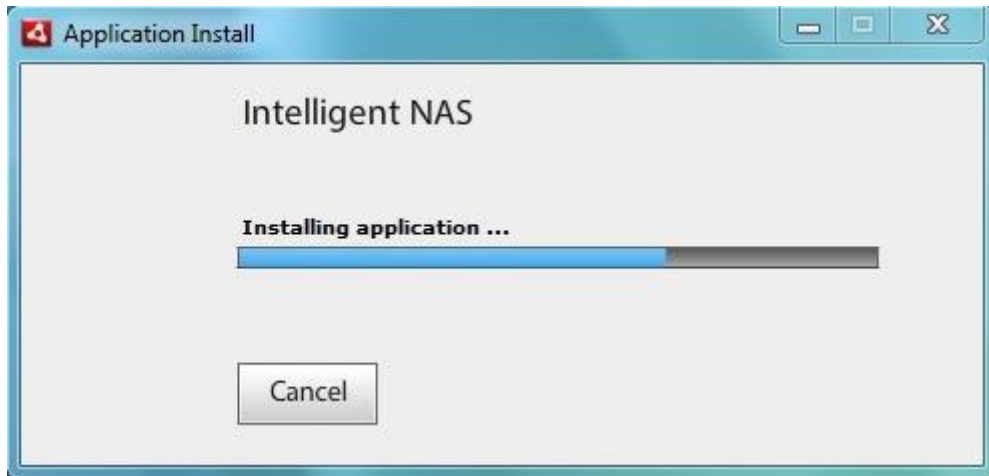 Application Install
Intelligent NAS
Installing application ...
Cancel